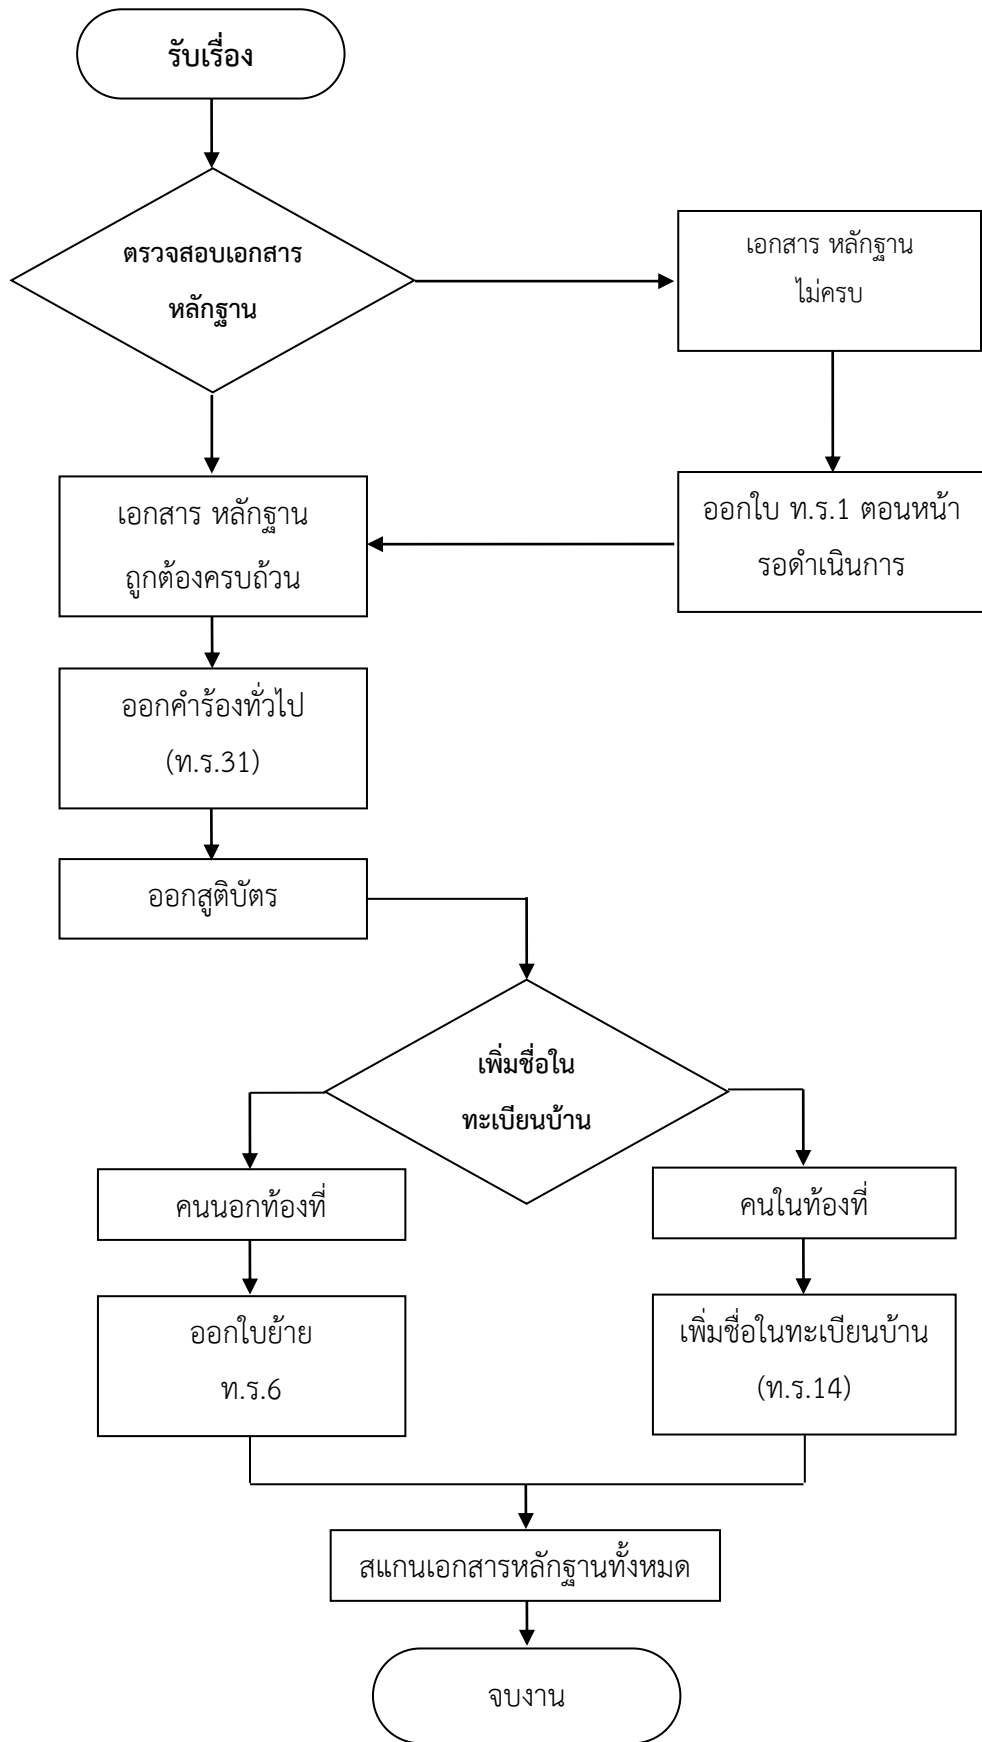 รับเรื่อง
ตรวจสอบเอกสาร
หลักฐาน
เอกสาร หลักฐาน
ไม่ครบ
เอกสาร หลักฐาน
ถูกต้องครบถ้วน
ออกใบ ท.ร.1 ตอนหน้า
รอดำเนินการ
ออกคำร้องทั่วไป
(ท.ร.31)
ออกสูติบัตร
เพิ่มชื่อใน
ทะเบียนบ้าน
คนนอกท้องที่
คนในท้องที่
ออกใบย้าย
ท.ร.6
เพิ่มชื่อในทะเบียนบ้าน
(ท.ร.14)
สแกนเอกสารหลักฐานทั้งหมด
จบงาน